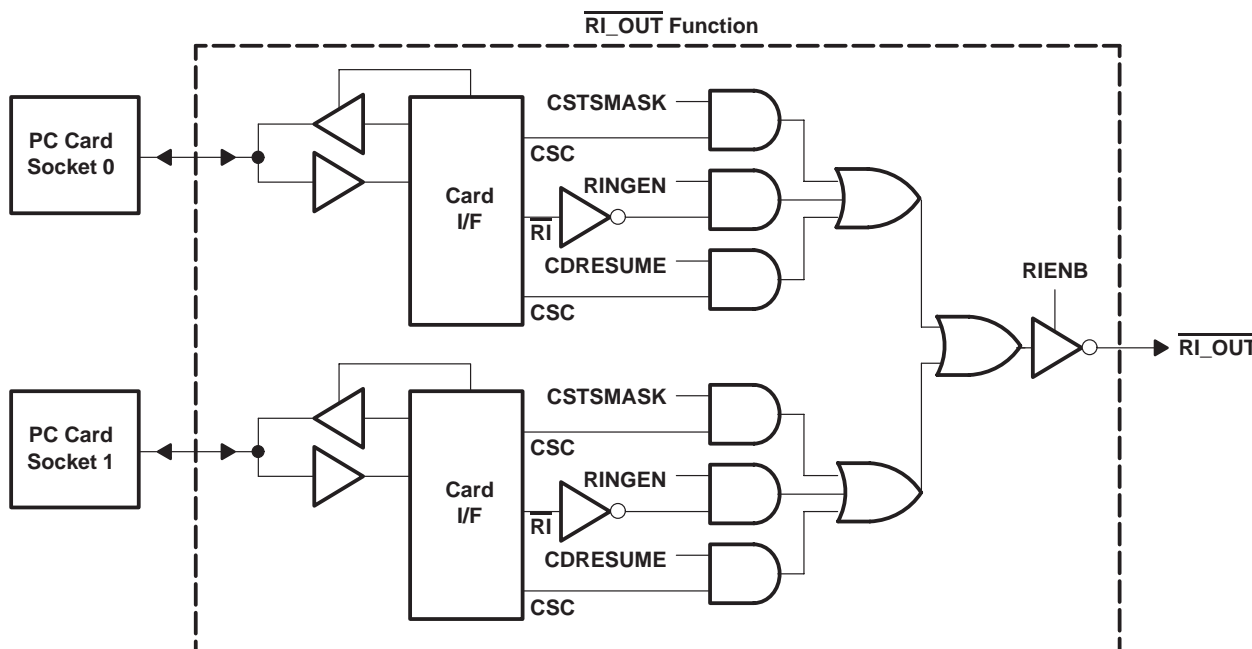 RI_OUT Function
PC Card
Socket 0
Card
I/F
CSTSMASK
CSC
RINGEN
RI
CDRESUME
CSC
RIENB
RI_OUT
PC Card
Socket 1
Card
I/F
CSTSMASK
CSC
RINGEN
RI
CDRESUME
CSC